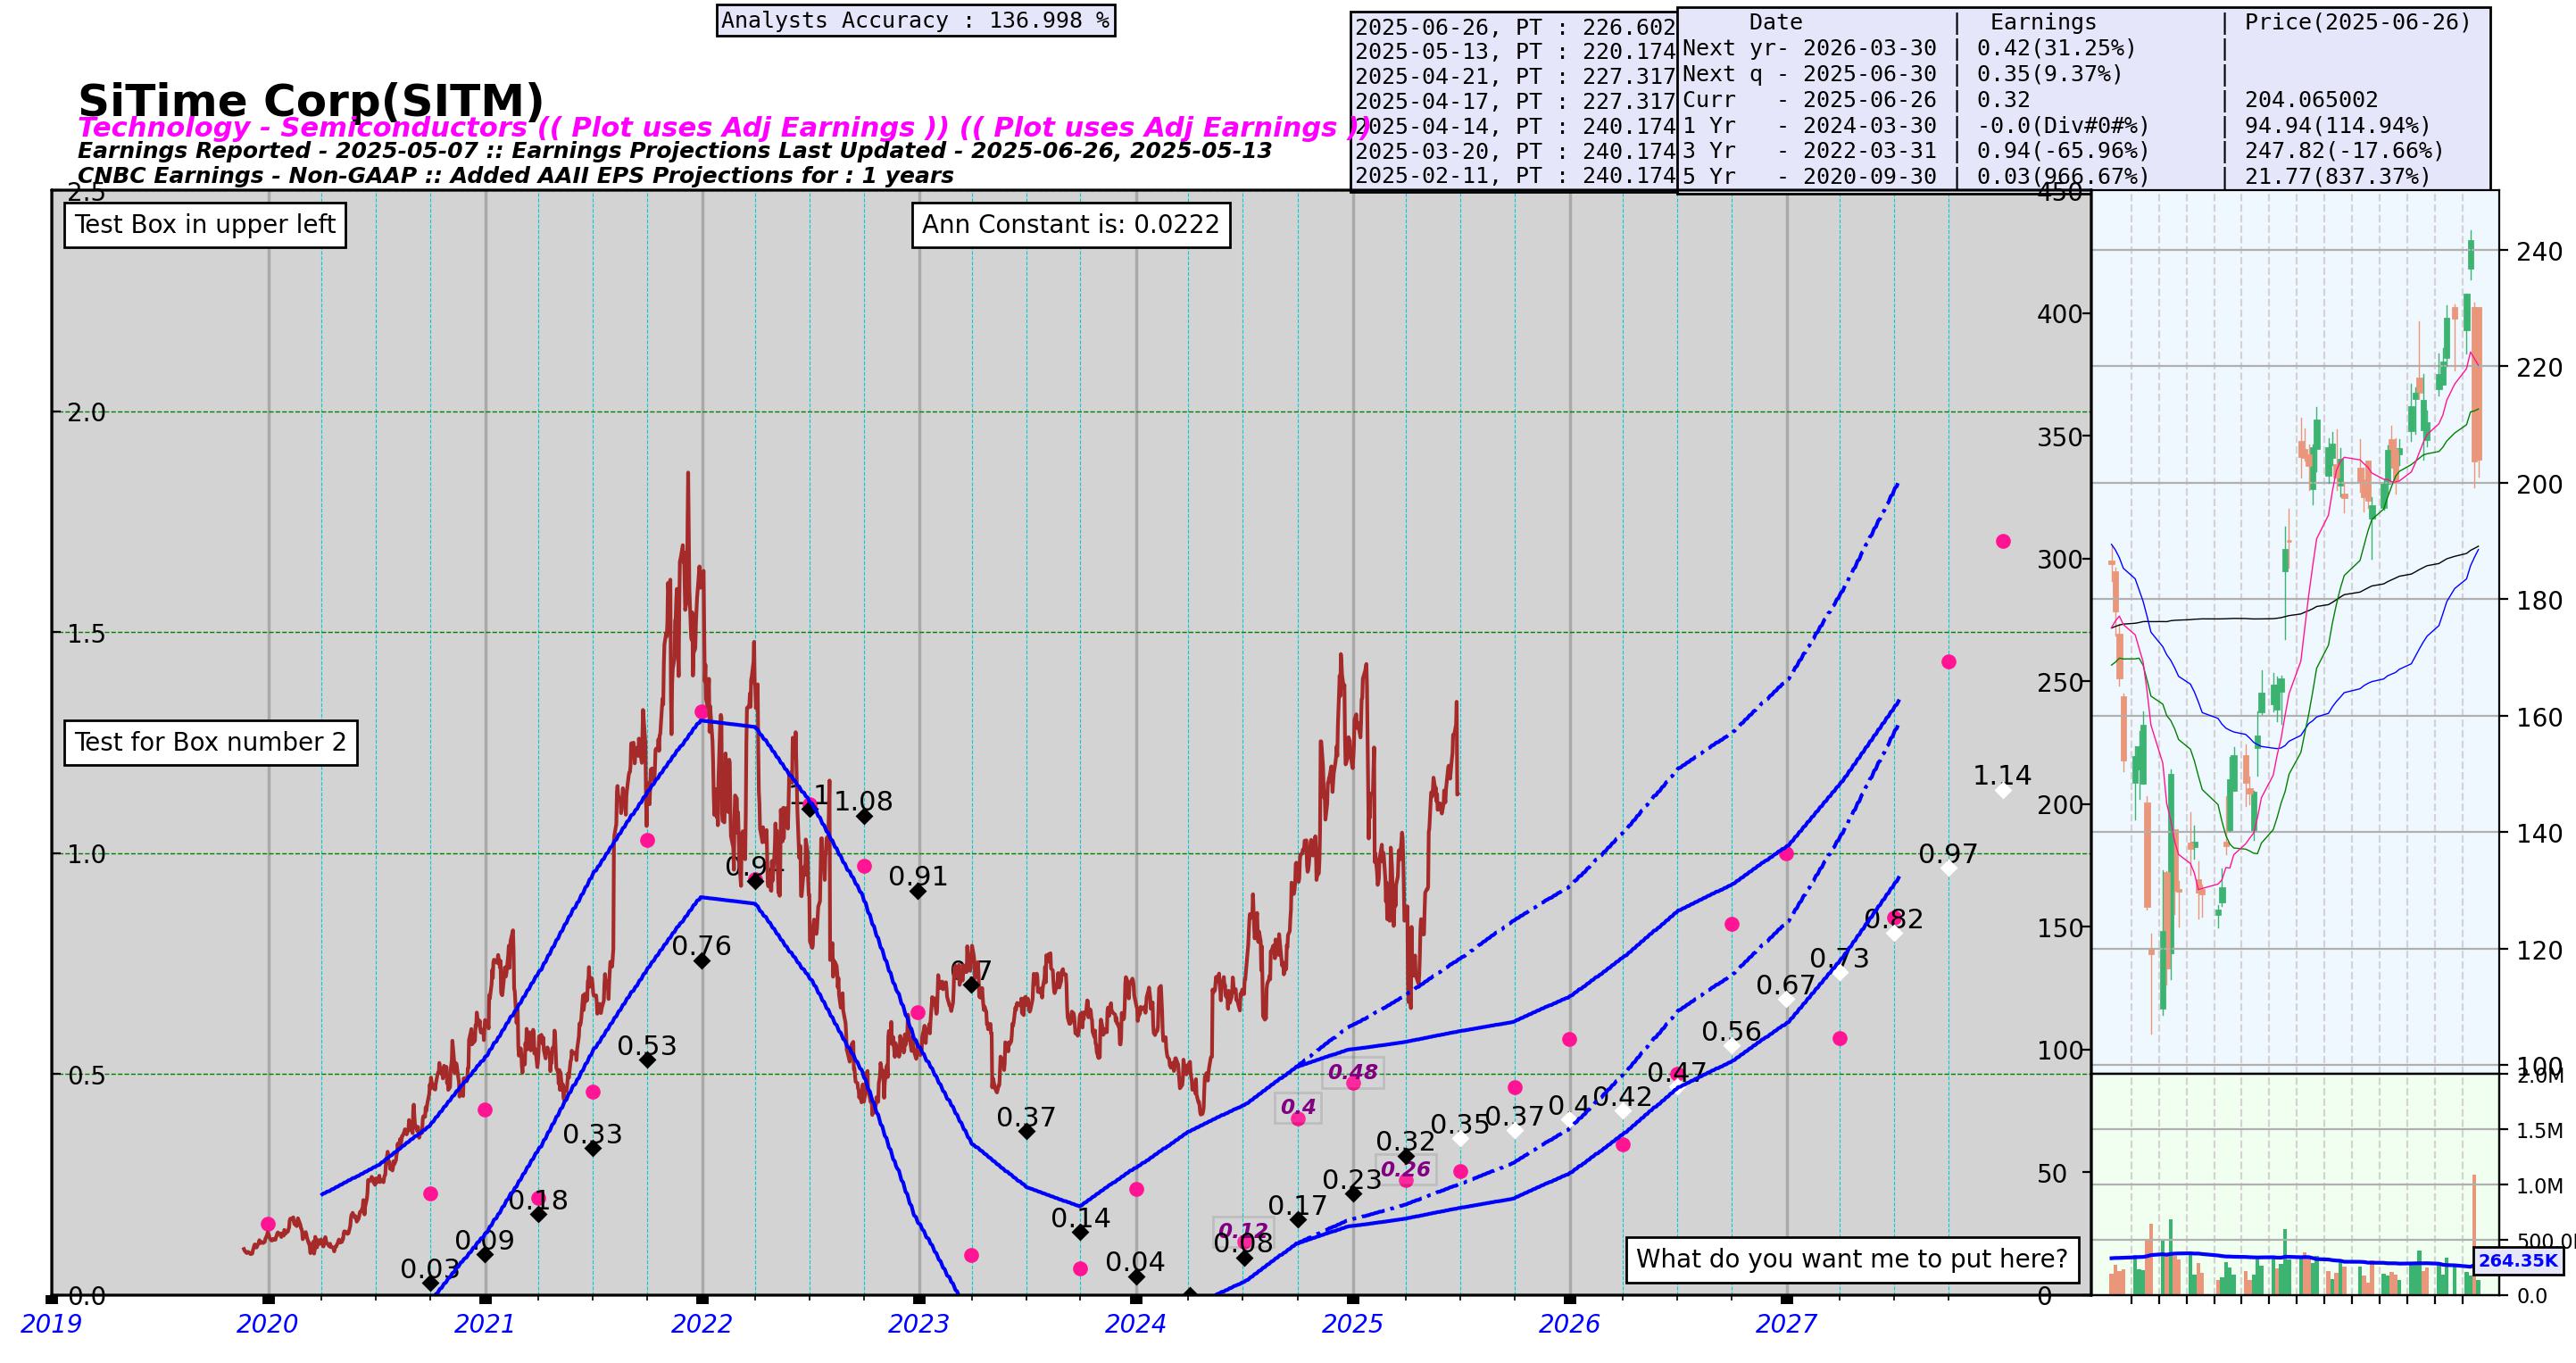 Analysts Accuracy : 136.998 %
SiTime Corp(SITM)
Technology - Semiconductors (( Plot uses Adj Earnings )) (( Plot uses Adj Earnings ))
Earnings Reported - 2025-05-07 :: Earnings Projections Last Updated - 2025-06-26, 2025-05-13
CNBC Earnings - Non-GAAP :: Added AAII EPS Projections for : 1 years
2025-06-26, PT : 226.602
2025-05-13, PT : 220.174
2025-04-21, PT : 227.317
2025-04-17, PT : 227.317
2025-04-14, PT : 240.174
2025-03-20, PT : 240.174
2025-02-11, PT : 240.174
Date | Earnings | Price(2025-06-26)
Next yr- 2026-03-30 | 0.42(31.25%) |
Next q - 2025-06-30 | 0.35(9.37%) |
Curr - 2025-06-26 | 0.32 | 204.065002
1 Yr - 2024-03-30 | -0.0(Div#0#%) | 94.94(114.94%)
3 Yr - 2022-03-31 | 0.94(-65.96%) | 247.82(-17.66%)
5 Yr - 2020-09-30 | 0.03(966.67%) | 21.77(837.37%)
Test Box in upper left
Ann Constant is: 0.0222
Test for Box number 2
What do you want me to put here?
2.5
2.0
1.5
1.0
0.5
0.0
0.03
0.09
0.18
0.33
0.53
0.76
1.1
1.08
0.91
0.7
0.37
0.14
0.04
0.12
0.08
0.4
0.17
0.48
0.23
0.32
0.26
0.35
0.37
0.4
0.42
0.47
0.56
0.67
0.73
0.82
0.97
1.14
450
400
350
300
250
200
150
100
50
0
240
220
200
180
160
140
120
100
2.0M
1.5M
1.0M
264.35K
0.0
2019
2020
2021
2022
2023
2024
2025
2026
2027